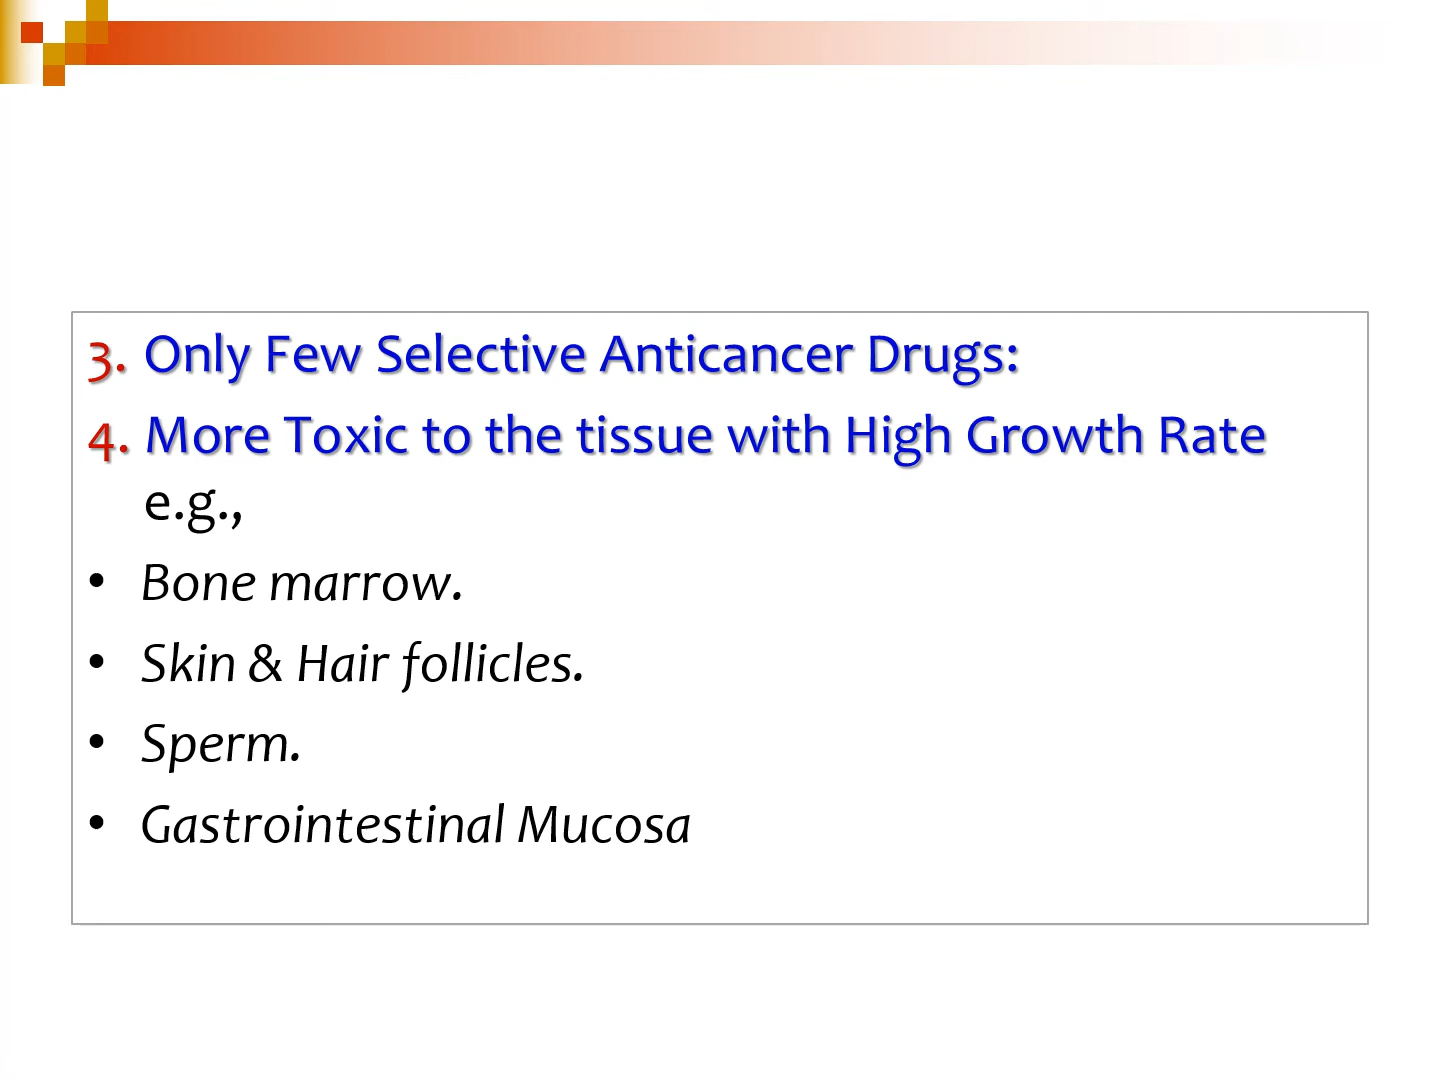 3. Only Few Selective Anticancer Drugs:
4. More Toxic to the tissue with High Growth Rate
e.g.,
• Bone marrow.
• Skin & Hair follicles.
• Sperm.
• Gastrointestinal Mucosa